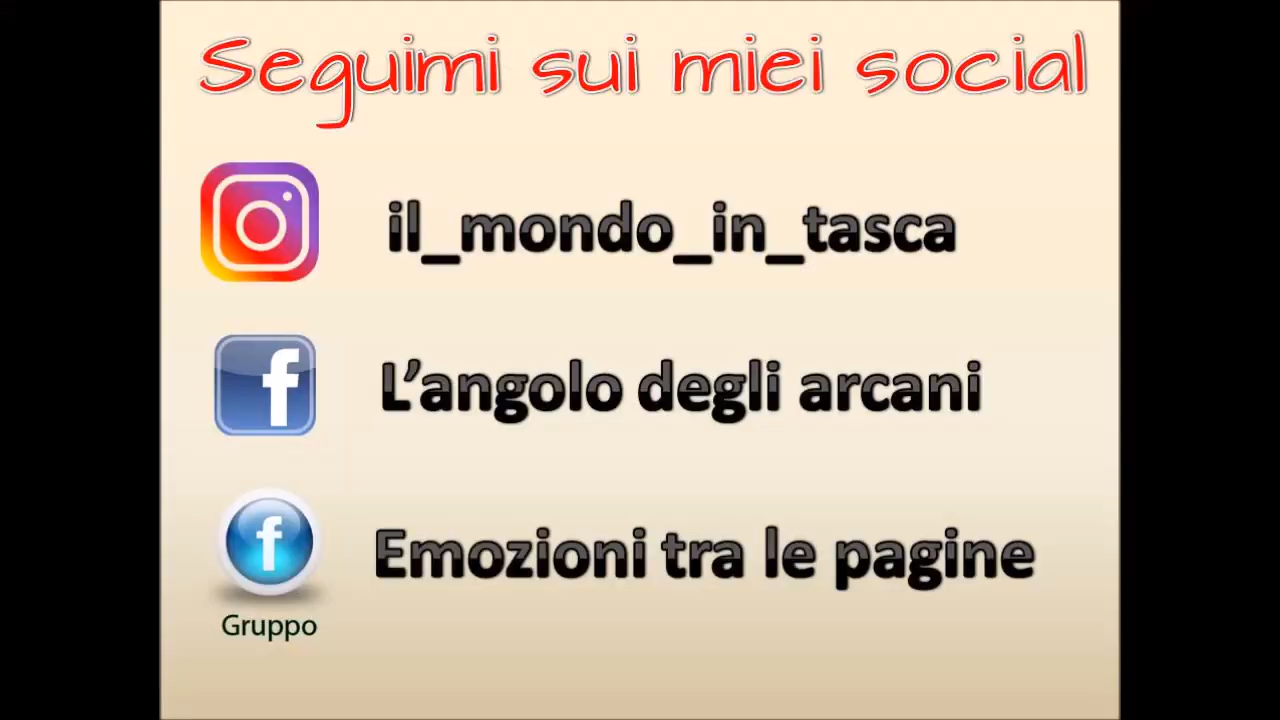 Seguimi sui miei social
il_mondo_in_tasca
L'angolo degli arcani
Emozioni tra le pagine
Gruppo